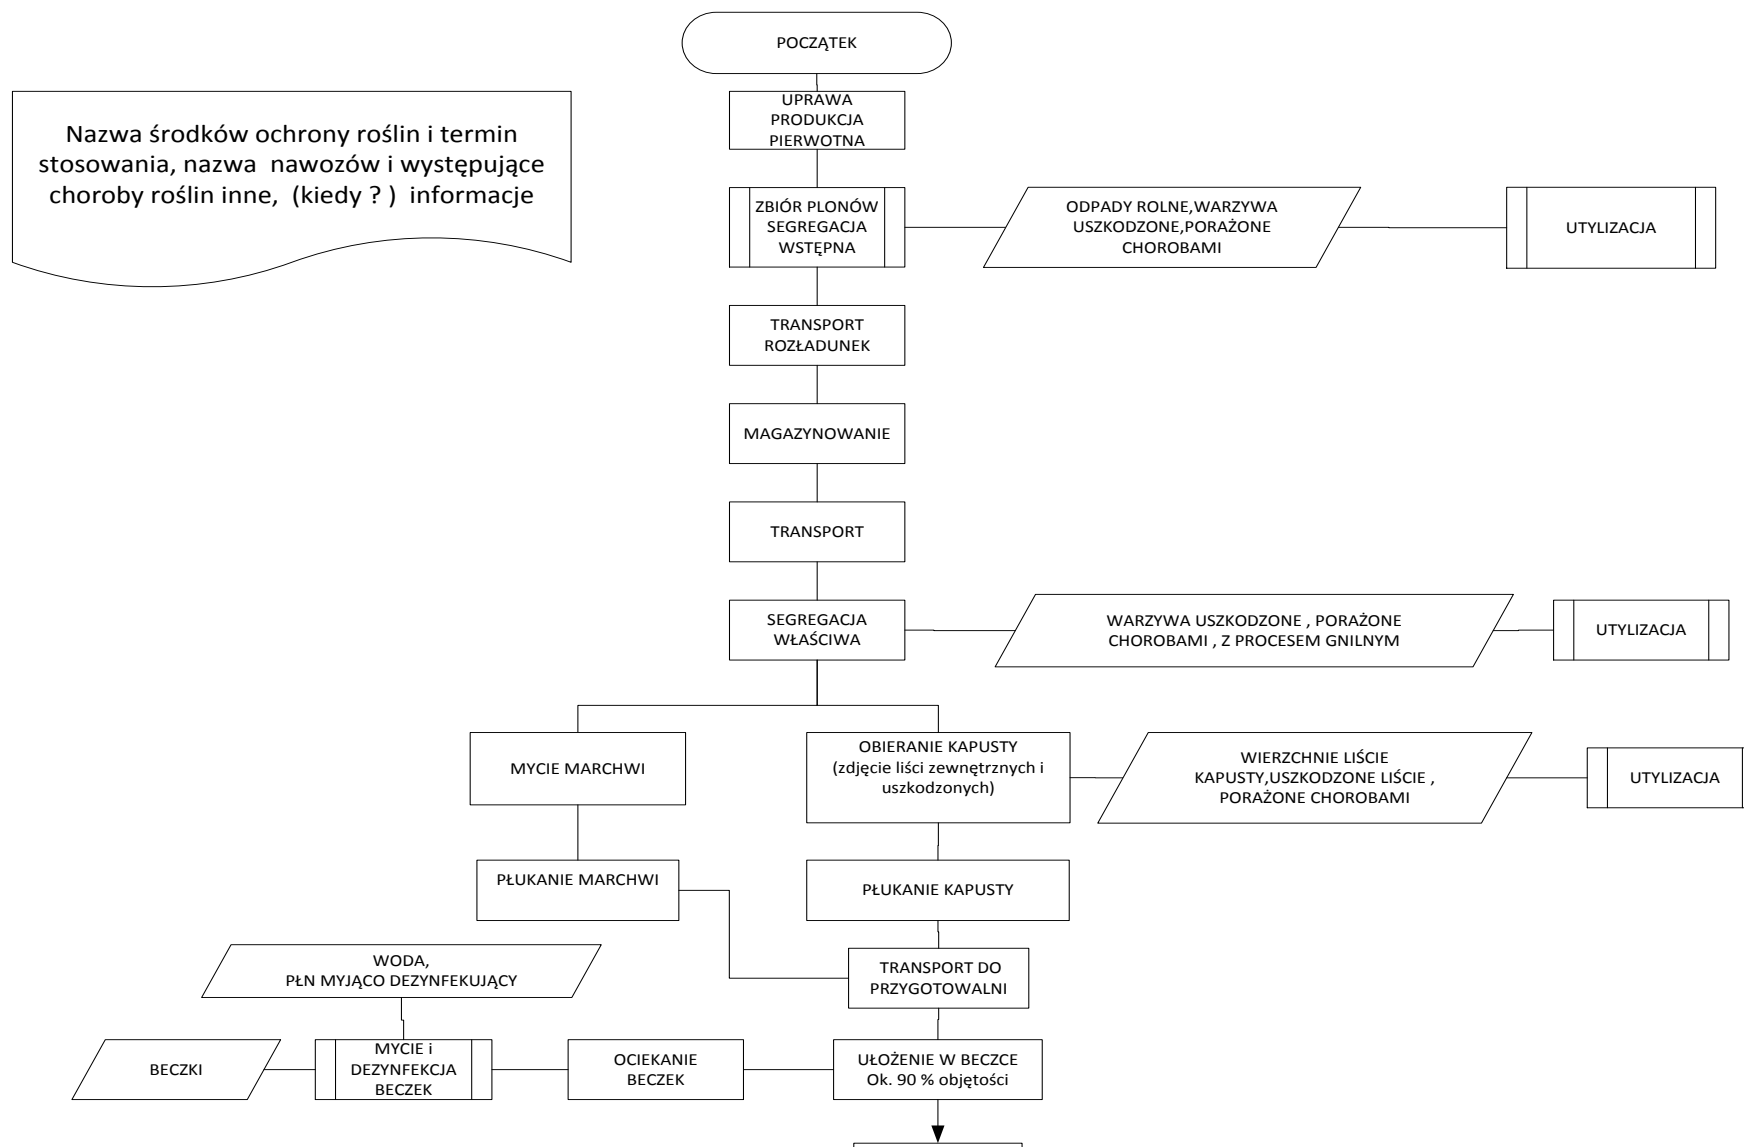 POCZĄTEK
Nazwa środków ochrony roślin i termin
stosowania, nazwa  nawozów i występujące
choroby roślin inne,  (kiedy ? )  informacje
UPRAWA
PRODUKCJA
PIERWOTNA
ZBIÓR PLONÓW
SEGREGACJA
WSTĘPNA
ODPADY ROLNE,WARZYWA
USZKODZONE,PORAŻONE
CHOROBAMI
UTYLIZACJA
TRANSPORT
ROZŁADUNEK
MAGAZYNOWANIE
TRANSPORT
SEGREGACJA
WŁAŚCIWA
WARZYWA USZKODZONE , PORAŻONE
CHOROBAMI , Z PROCESEM GNILNYM
UTYLIZACJA
MYCIE MARCHWI
OBIERANIE KAPUSTY
(zdjęcie liści zewnętrznych i
uszkodzonych)
WIERZCHNIE LIŚCIE
KAPUSTY,USZKODZONE LIŚCIE ,
PORAŻONE CHOROBAMI
UTYLIZACJA
PŁUKANIE MARCHWI
PŁUKANIE KAPUSTY
WODA,
PŁN MYJĄCO DEZYNFEKUJĄCY
TRANSPORT DO
PRZYGOTOWALNI
BECZKI
MYCIE i
DEZYNFEKCJA
BECZEK
OCIEKANIE
BECZEK
UŁOŻENIE W BECZCE
Ok. 90 % objętości